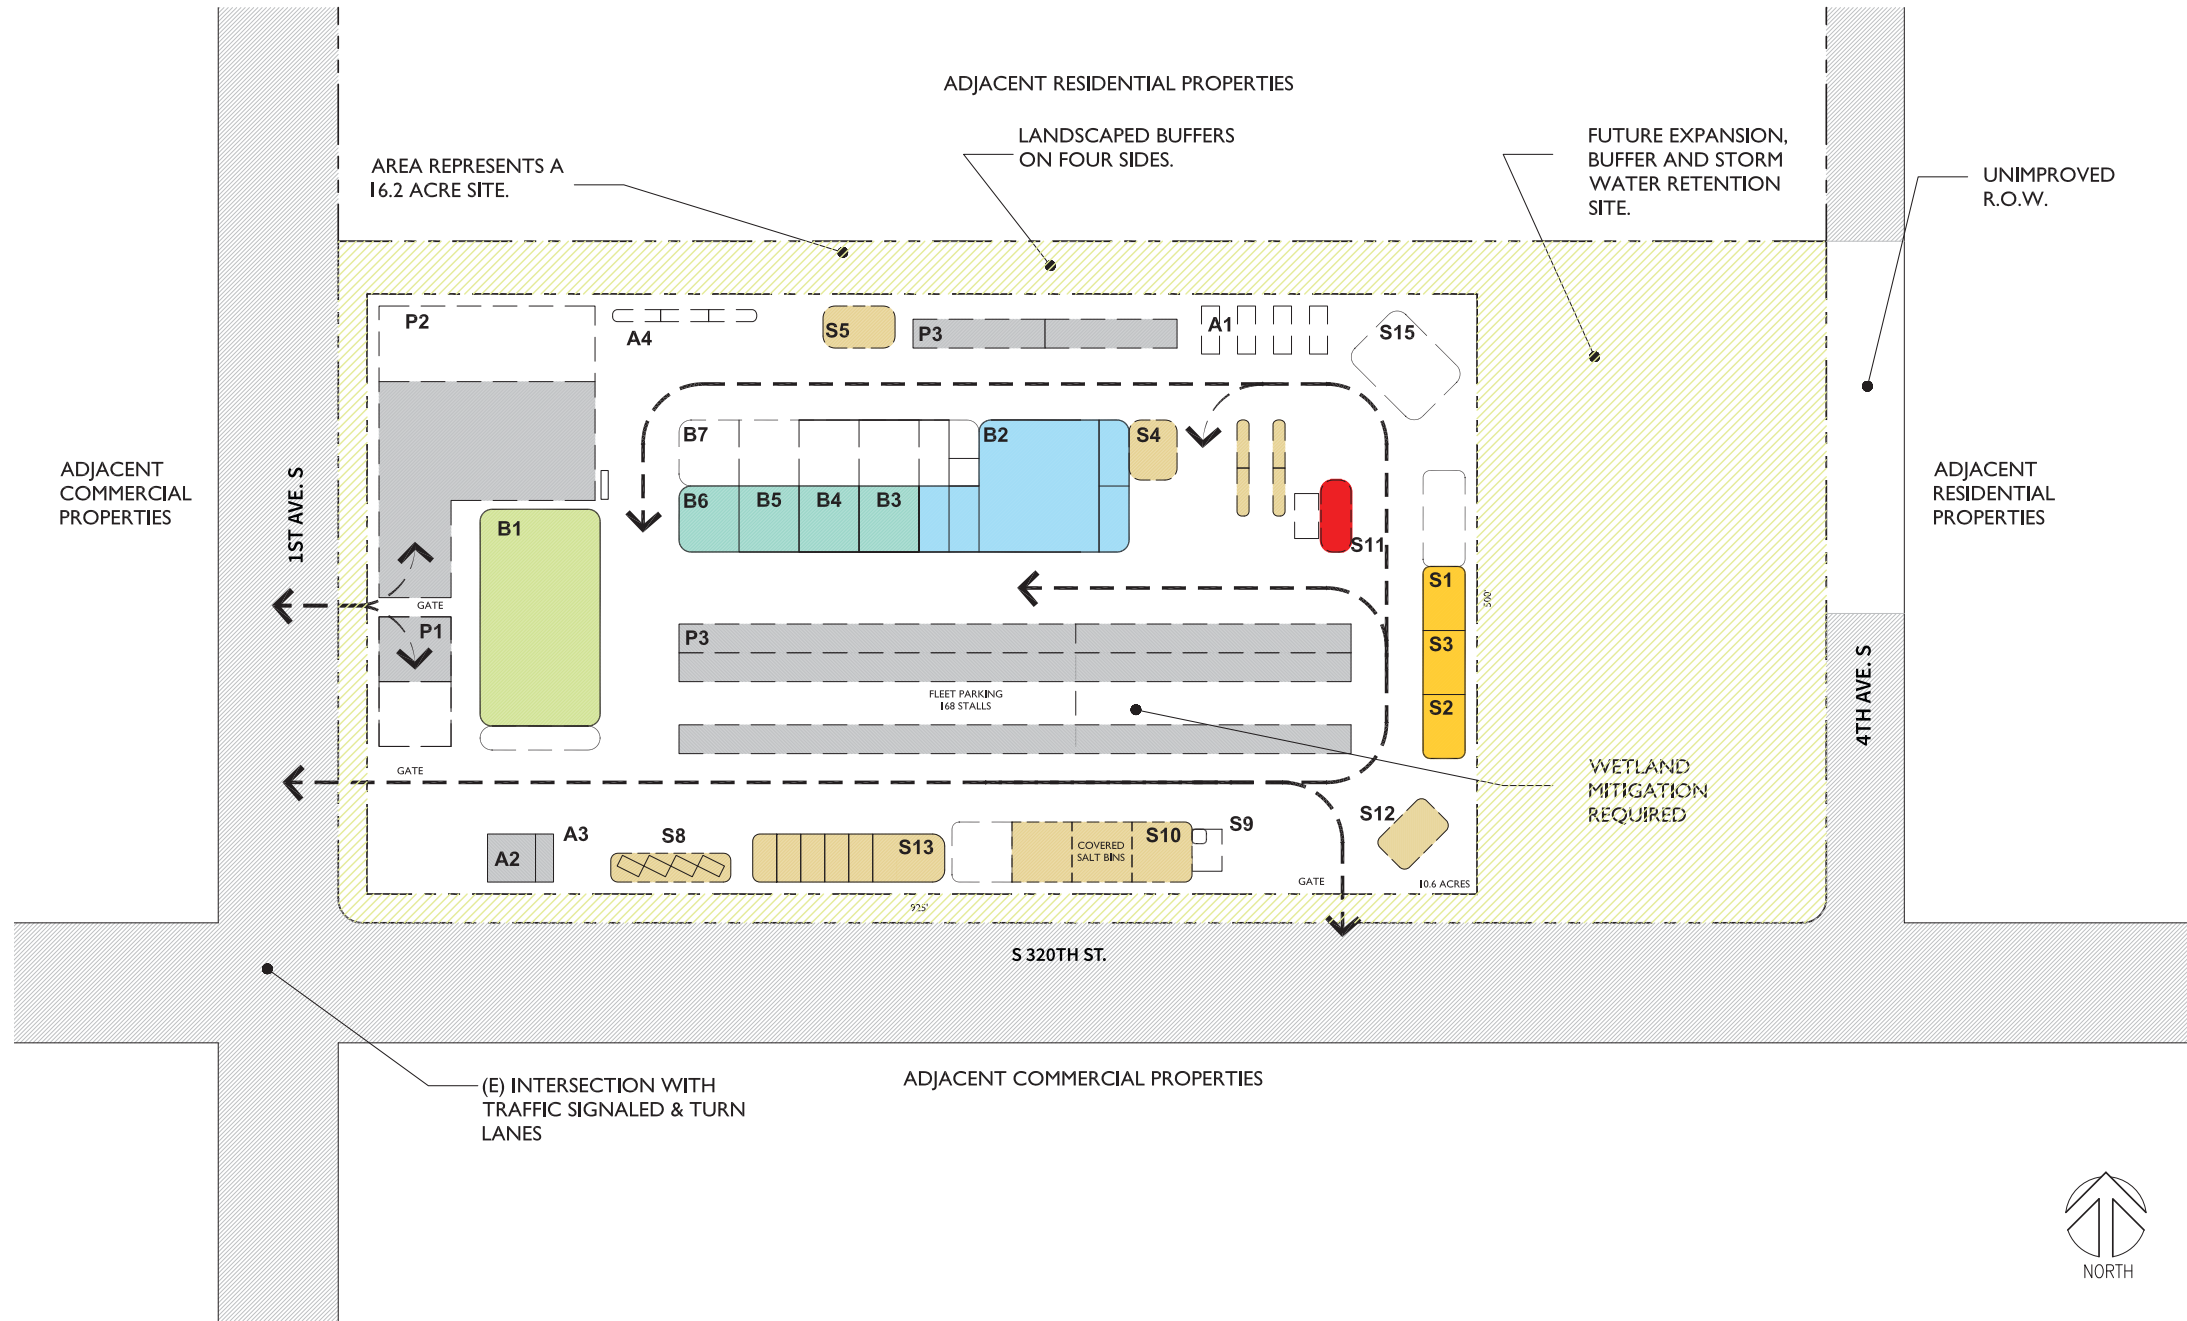 ADJACENT RESIDENTIAL PROPERTIES
AREA REPRESENTS A
16.2 ACRE SITE.
LANDSCAPED BUFFERS
ON FOUR SIDES.
FUTURE EXPANSION,
BUFFER AND STORM
WATER RETENTION
SITE.
UNIMPROVED
R.O.W.
P2
A4
S5
P3
A1
S15
B7
B2
S4
B6
B5
B4
B3
S11
B1
ADJACENT
COMMERCIAL
PROPERTIES
1ST AVE. S
ADJACENT
RESIDENTIAL
PROPERTIES
GATE
P1
P3
S1
S3
S2
500'
FLEET PARKING
168 STALLS
4TH AVE. S
GATE
WETLAND
MITIGATION
REQUIRED
A2
A3
S8
S13
COVERED
SALT BINS
S10
S9
S12
GATE
10.6 ACRES
925'
S 320TH ST.
(E) INTERSECTION WITH
TRAFFIC SIGNALED & TURN
LANES
ADJACENT COMMERCIAL PROPERTIES
NORTH